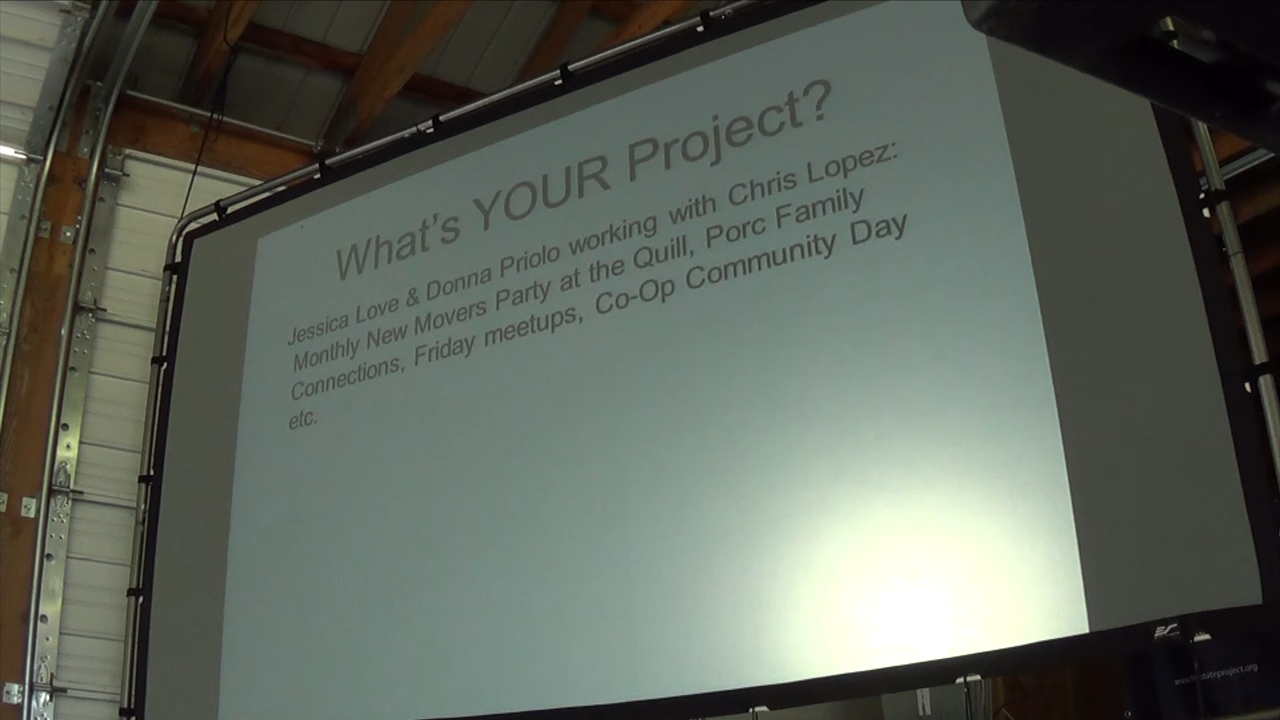 What's YOUR Project?
Jessica Love & Donna Priolo working with Chris Lopez:
Monthly New Movers Party at the Quill, Porc Family
Connections, Friday meetups, Co-Op Community Day
etc.
ES